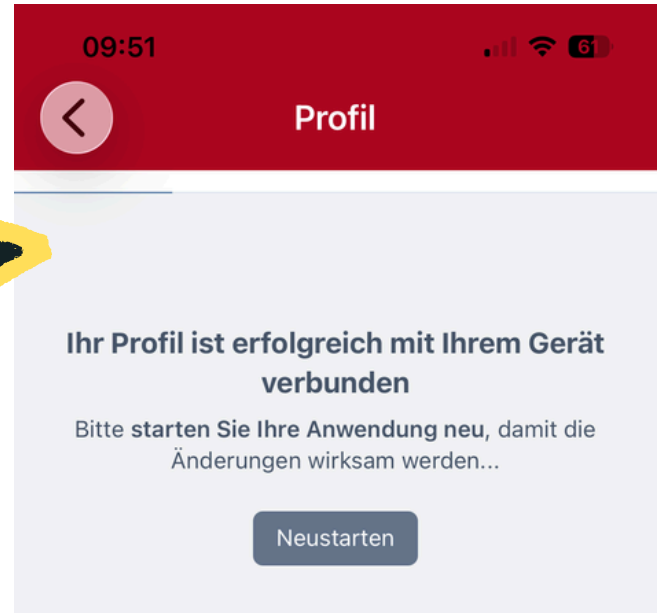 09:51
61
Profil
Ihr Profil ist erfolgreich mit Ihrem Gerät
verbunden
Bitte starten Sie Ihre Anwendung neu, damit die
Änderungen wirksam werden...
Neustarten